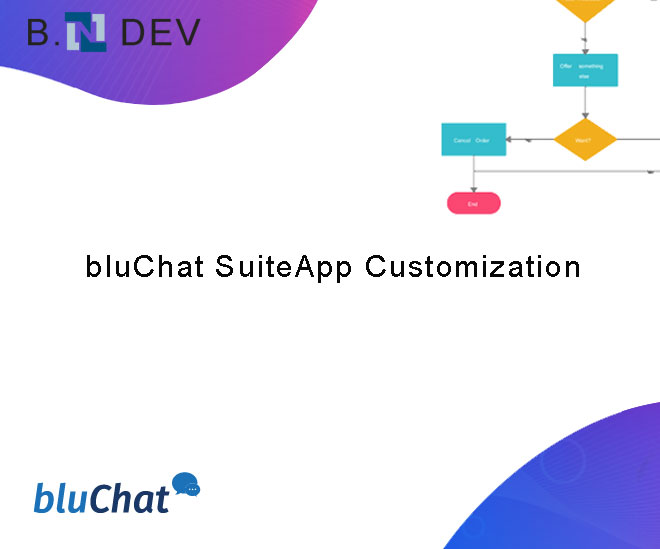 B. N DEV
Offer something
else
Cancel Order
Want?
End
bluChat SuiteApp Customization
bluChat